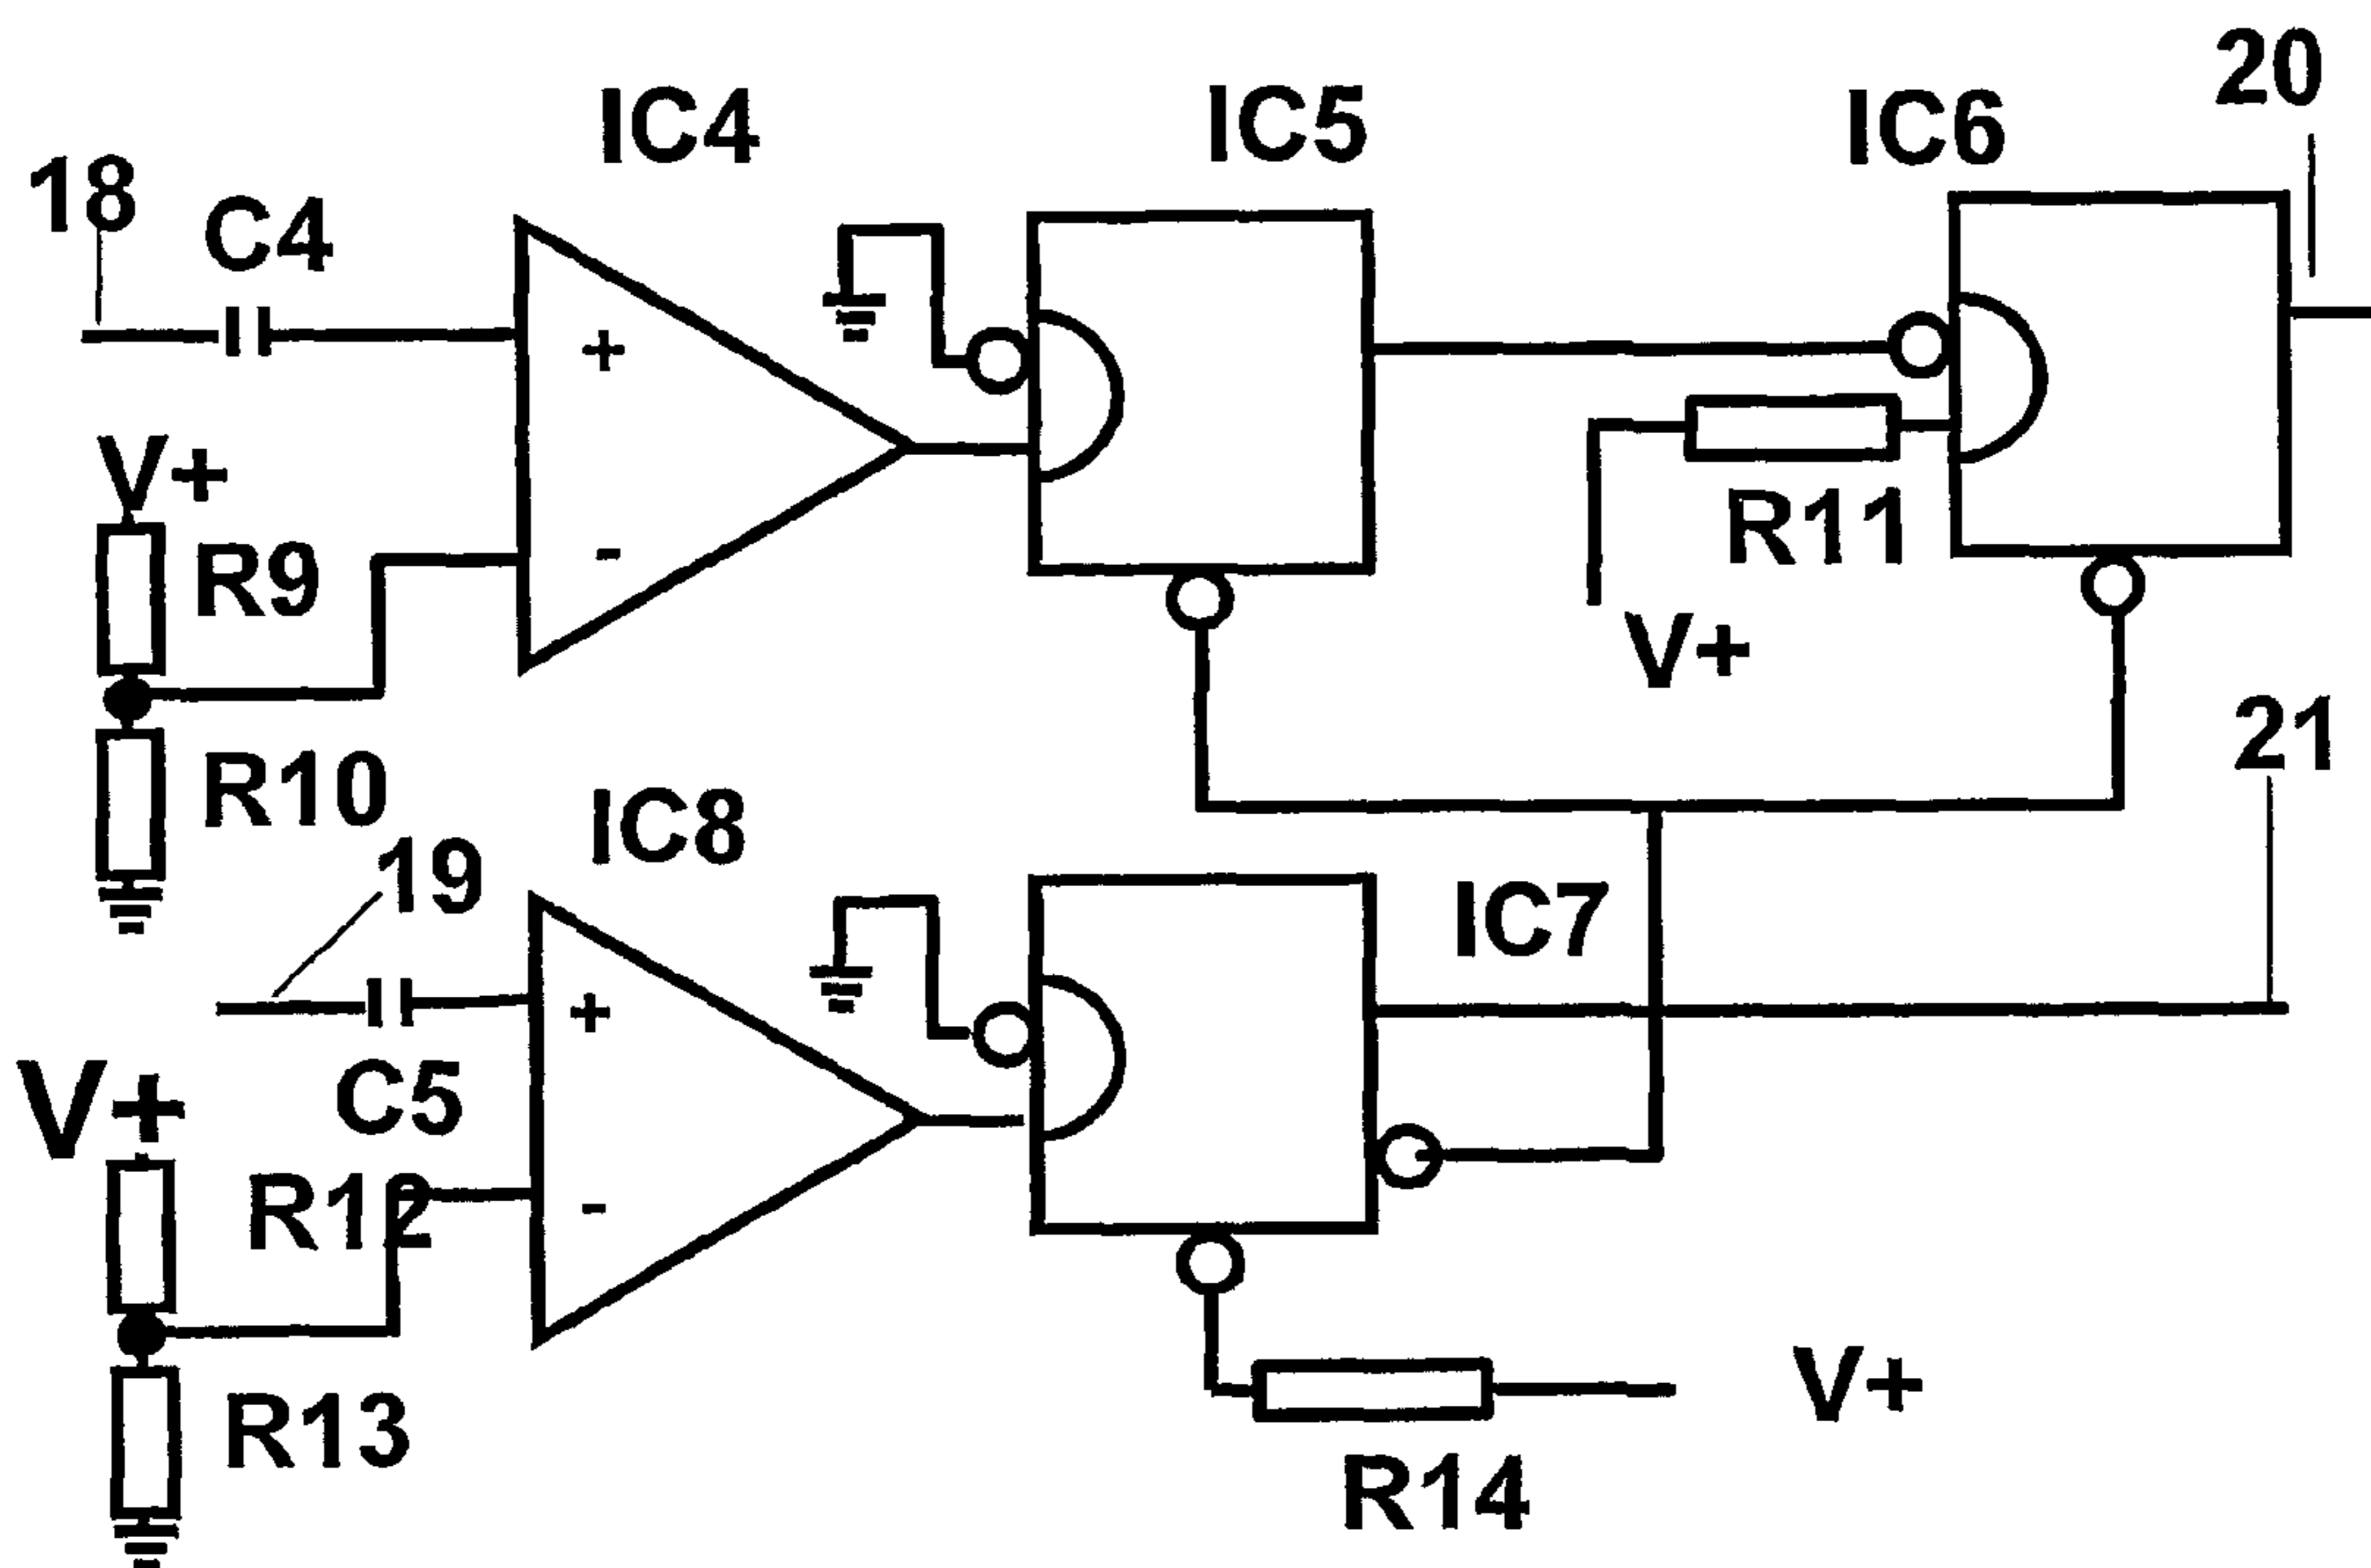 20
IC4
IC5
IC6
18
C4
+
V+
R9
-
R11
V+
21
R10
IC8
19
IC7
+
V+
C5
R12
-
R13
V+
R14